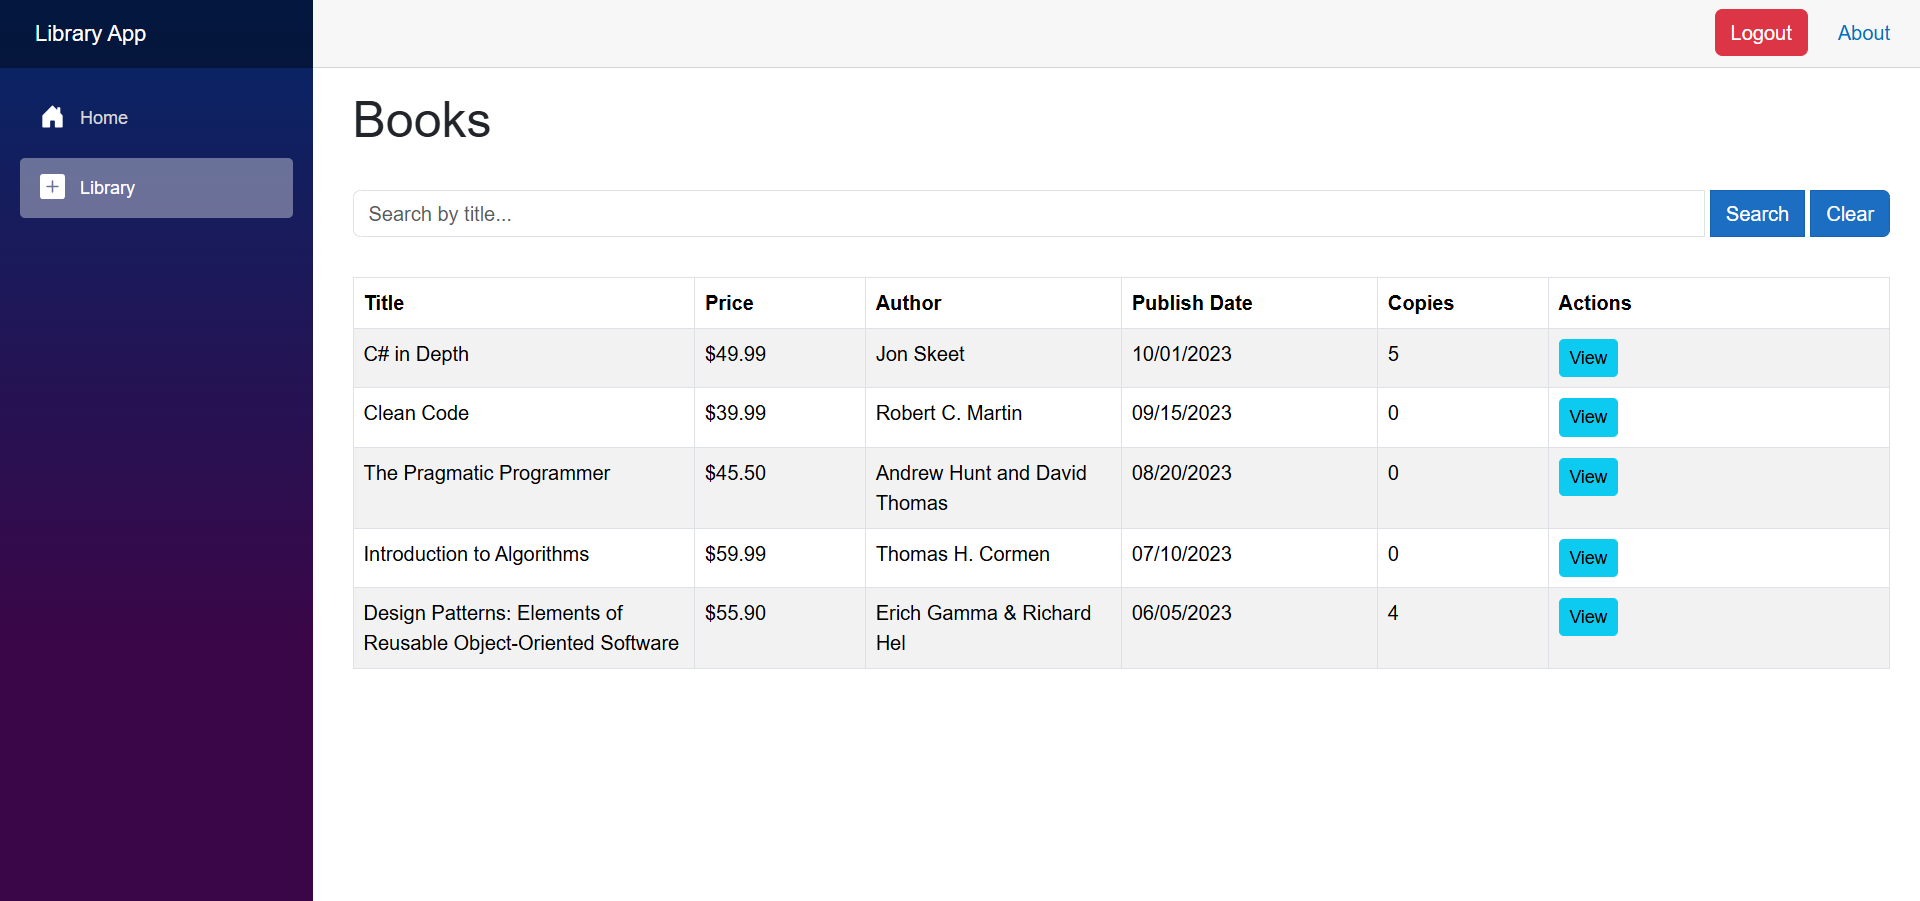 Library App
Logout
About
Home
Library
Books
Search by title...
Search
Clear
Title Price Author Publish Date Copies Actions
C# in Depth $49.99 Jon Skeet 10/01/2023 5 View
Clean Code $39.99 Robert C. Martin 09/15/2023 0 View
The Pragmatic Programmer $45.50 Andrew Hunt and David 08/20/2023 0 View
Thomas
Introduction to Algorithms $59.99 Thomas H. Cormen 07/10/2023 0 View
Design Patterns: Elements of $55.90 Erich Gamma & Richard 06/05/2023 4 View
Reusable Object-Oriented Software Hel